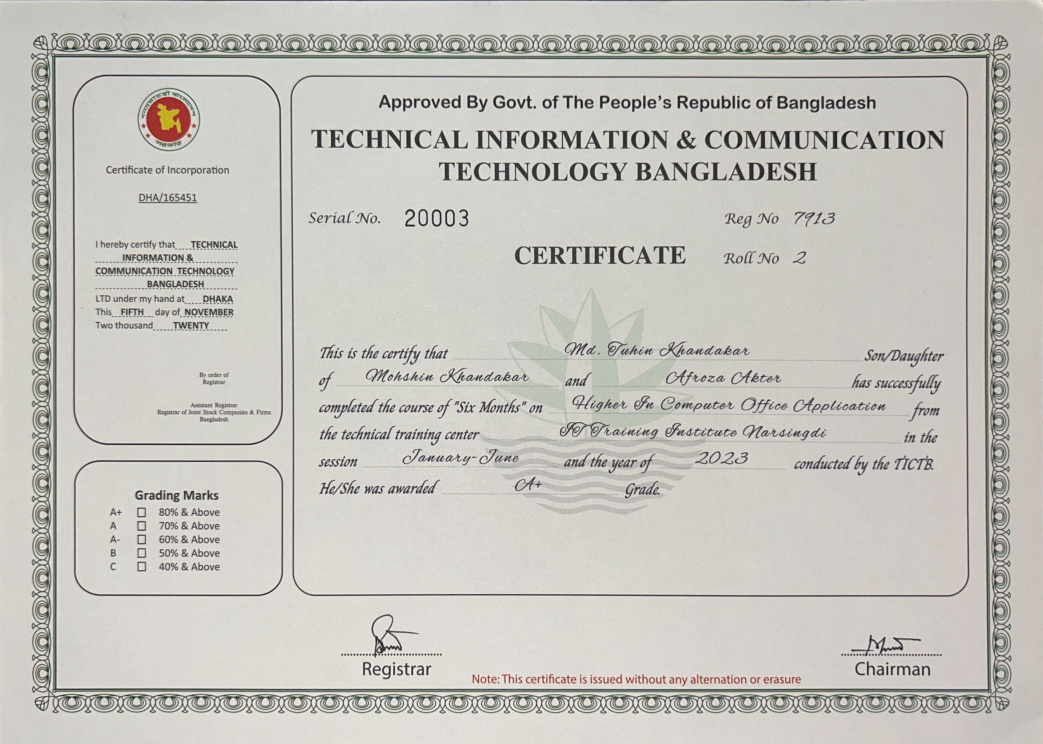 গণপ্রজাতন্ত্রী বাংলাদেশ
সরকার
Certificate of Incorporation
DHA/165451
I hereby certify that TECHNICAL
INFORMATION &
COMMUNICATION TECHNOLOGY
BANGLADESH
LTD under my hand at DHAKA
This FIFTH day of NOVEMBER
Two thousand TWENTY
By order of
Registrar
Assistant Registrar
Registrar of Joint Stock Companies & Firms
Bangladesh
Grading Marks
A+ 80% & Above
A 70% & Above
A- 60% & Above
B 50% & Above
C 40% & Above
Approved By Govt. of The People's Republic of Bangladesh
TECHNICAL INFORMATION & COMMUNICATION
TECHNOLOGY BANGLADESH
Serial No. 20003 Reg No 7913
CERTIFICATE Roll No 2
This is the certify that Md. Tuhin Khandakar Son/Daughter
of Mohshin Khandakar and Afroza Akter has successfully
completed the course of "Six Months" on Higher In Computer Office Application from
the technical training center IT Training Institute Narsingdi in the
session January-June and the year of 2023 conducted by the TICTB.
He/She was awarded A+ Grade.
Registrar
Chairman
Note: This certificate is issued without any alternation or erasure